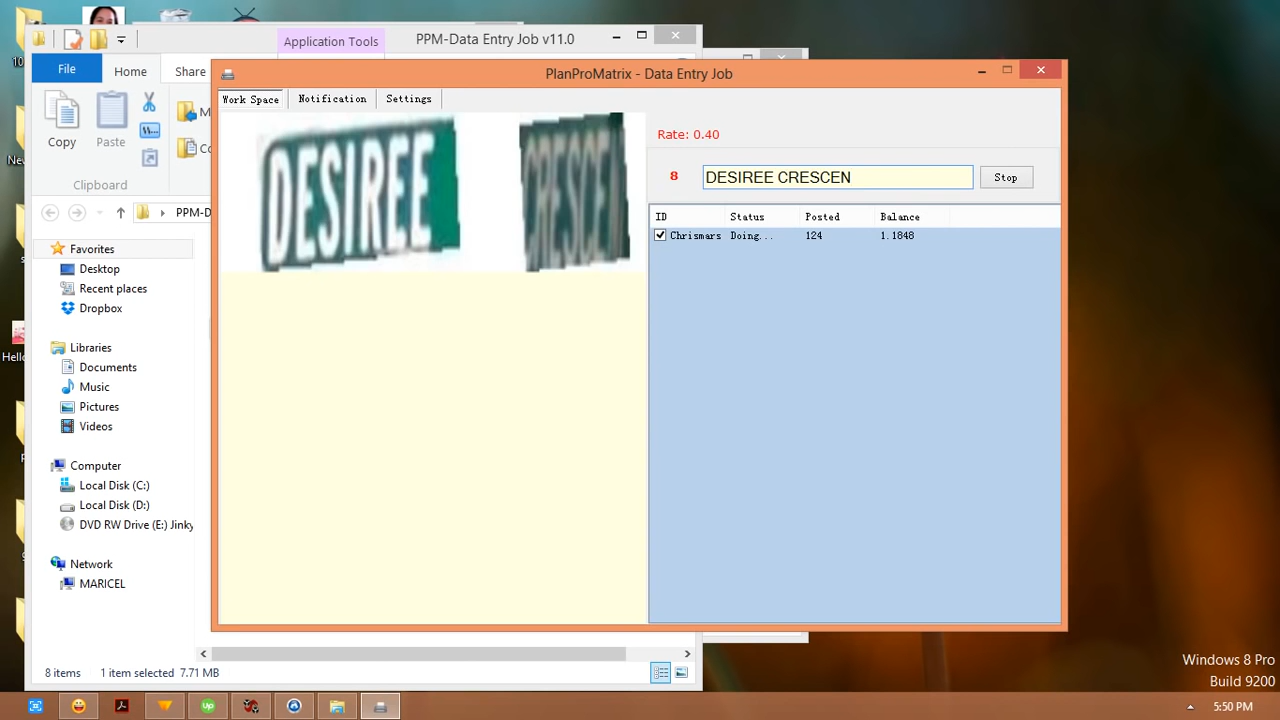 PPM-Data Entry Job v11.0
Application Tools
File
Home
Share
Copy
Paste
Clipboard
PPM-D
Favorites
Desktop
Recent places
Dropbox
Libraries
Documents
Music
Pictures
Videos
Computer
Local Disk (C:)
Local Disk (D:)
DVD RW Drive (E:) Jinky
Network
MARICEL
8 items
1 item selected 7.71 MB
PlanProMatrix - Data Entry Job
Work Space
Notification
Settings
DESIREE
CRESCEN
Rate: 0.40
8
DESIREE CRESCEN
Stop
ID Status Posted Balance
Chrismars Doing... 124 1.1848
Windows 8 Pro
Build 9200
5:50 PM